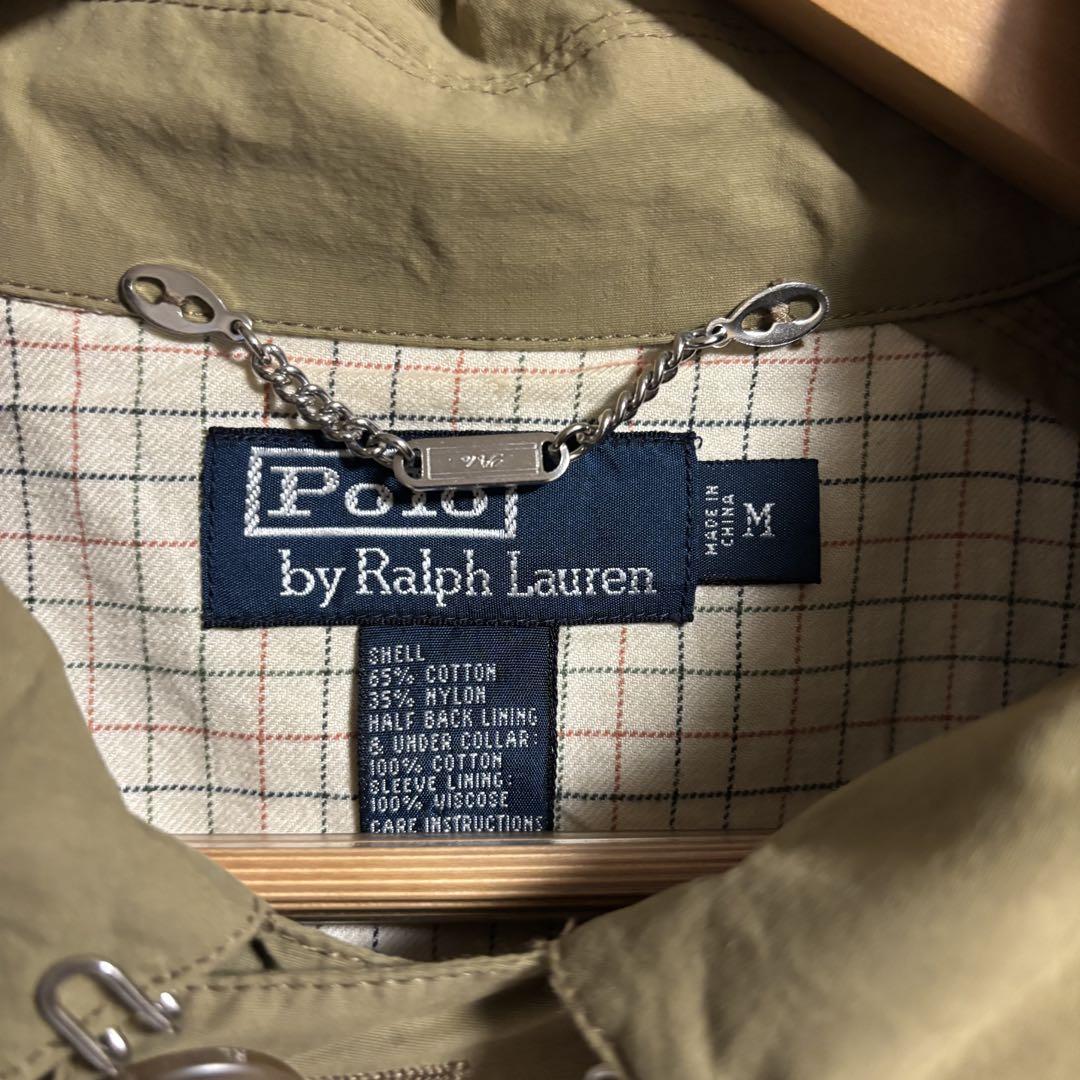 Polo
by Ralph Lauren
MADE IN
CHINA
M
SHELL
65% COTTON
35% NYLON
HALF BACK LINING
& UNDER COLLAR:
100% COTTON
SLEEVE LINING:
100% VISCOSE
CARE INSTRUCTIONS